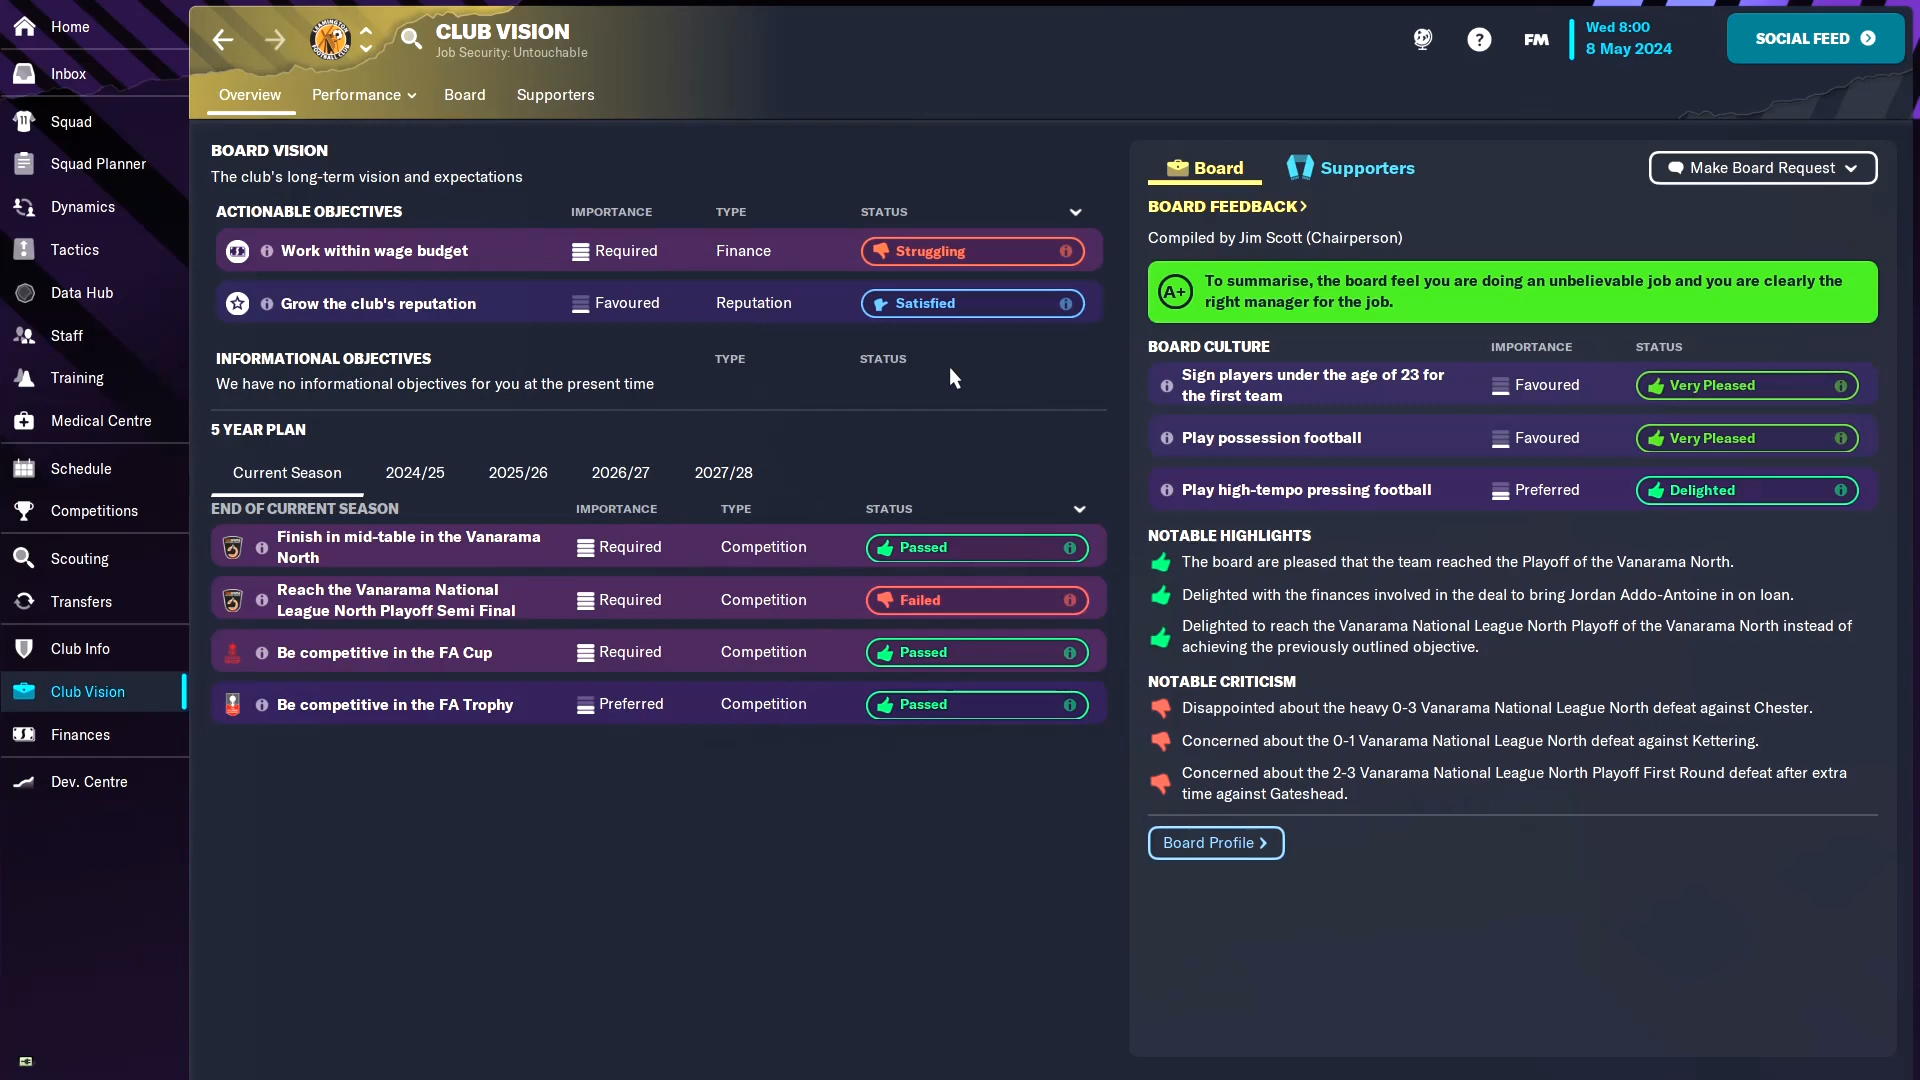 Home
Inbox
Squad
Squad Planner
Dynamics
Tactics
Data Hub
Staff
Training
Medical Centre
Schedule
Competitions
Scouting
Transfers
Club Info
Club Vision
Finances
Dev. Centre
LEAMINGTON
FOOTBALL CLUB
CLUB VISION
Job Security: Untouchable
?
FM
Wed 8:00
8 May 2024
SOCIAL FEED
Overview
Performance
Board
Supporters
BOARD VISION
The club's long-term vision and expectations
ACTIONABLE OBJECTIVES IMPORTANCE TYPE STATUS
Work within wage budget Required Finance Struggling
Grow the club's reputation Favoured Reputation Satisfied
INFORMATIONAL OBJECTIVES TYPE STATUS
We have no informational objectives for you at the present time
5 YEAR PLAN
Current Season 2024/25 2025/26 2026/27 2027/28
END OF CURRENT SEASON IMPORTANCE TYPE STATUS
Finish in mid-table in the Vanarama
North Required Competition Passed
Reach the Vanarama National
League North Playoff Semi Final Required Competition Failed
Be competitive in the FA Cup Required Competition Passed
Be competitive in the FA Trophy Preferred Competition Passed
Board Supporters Make Board Request
BOARD FEEDBACK
Compiled by Jim Scott (Chairperson)
A+ To summarise, the board feel you are doing an unbelievable job and you are clearly the
right manager for the job.
BOARD CULTURE IMPORTANCE STATUS
Sign players under the age of 23 for
the first team Favoured Very Pleased
Play possession football Favoured Very Pleased
Play high-tempo pressing football Preferred Delighted
NOTABLE HIGHLIGHTS
The board are pleased that the team reached the Playoff of the Vanarama North.
Delighted with the finances involved in the deal to bring Jordan Addo-Antoine in on loan.
Delighted to reach the Vanarama National League North Playoff of the Vanarama North instead of
achieving the previously outlined objective.
NOTABLE CRITICISM
Disappointed about the heavy 0-3 Vanarama National League North defeat against Chester.
Concerned about the 0-1 Vanarama National League North defeat against Kettering.
Concerned about the 2-3 Vanarama National League North Playoff First Round defeat after extra
time against Gateshead.
Board Profile